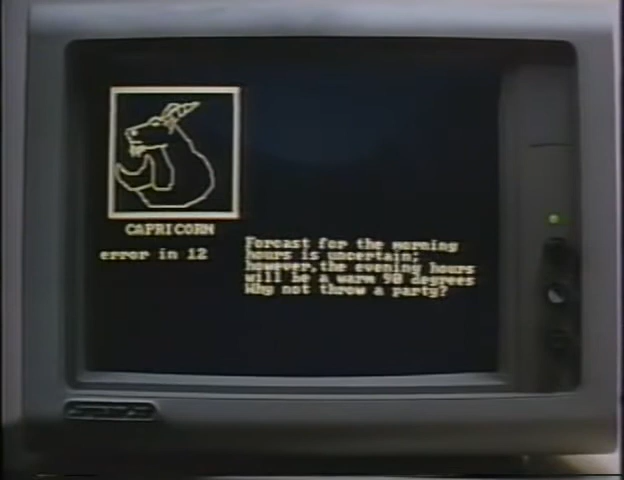 CAPRICORN
error in 12
Forcast for the morning
hours is uncertain;
however, the evening hours
will be a warm 90 degrees
Why not throw a party?